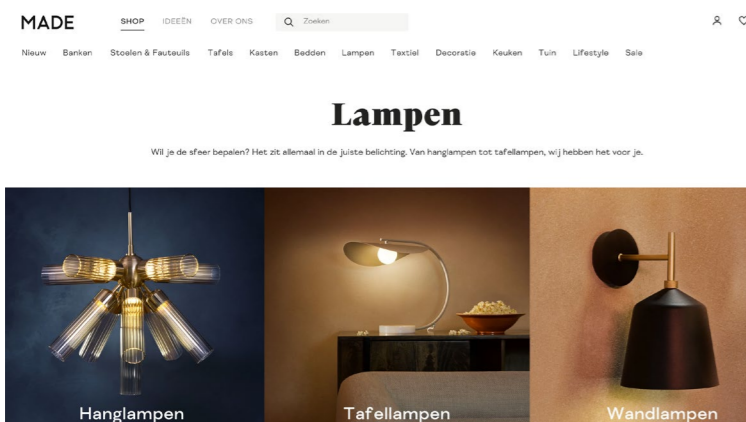 MADE
SHOP IDEEËN OVER ONS Zoeken
Nieuw Banken Stoelen & Fauteuils Tafels Kasten Bedden Lampen Textiel Decoratie Keuken Tuin Lifestyle Sale
Lampen
Wil je de sfeer bepalen? Het zit allemaal in de juiste belichting. Van hanglampen tot tafellampen, wij hebben het voor je.
Hanglampen Tafellampen Wandlampen